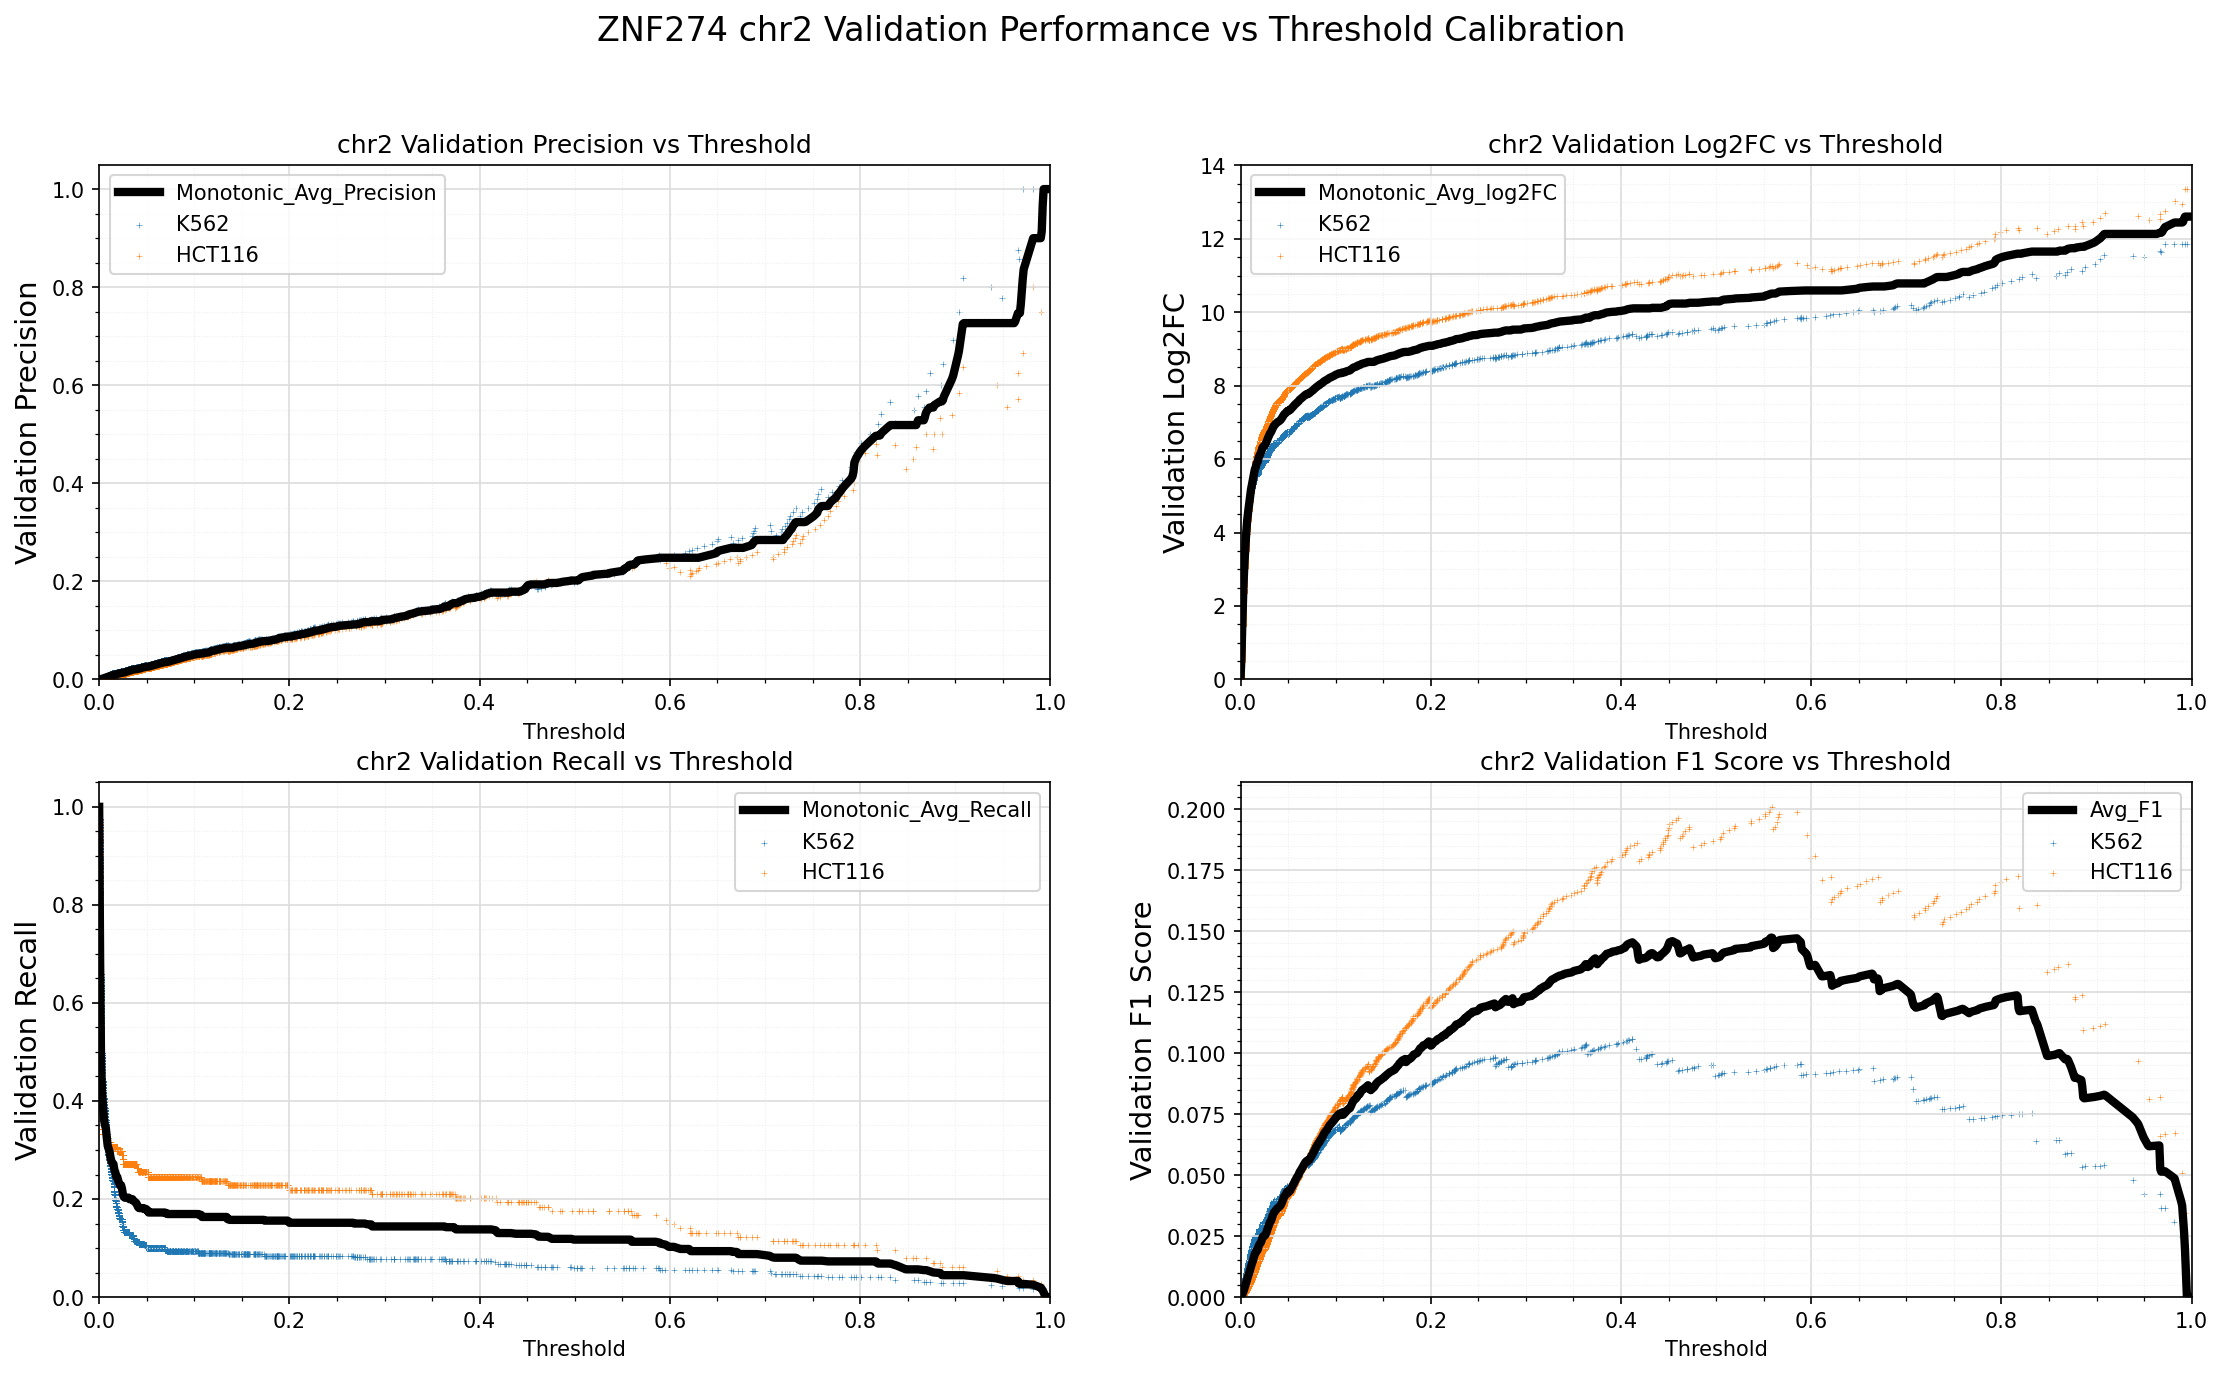 ZNF274 chr2 Validation Performance vs Threshold Calibration
chr2 Validation Precision vs Threshold
Validation Precision
1.0
0.8
0.6
0.4
0.2
0.0
Monotonic_Avg_Precision
K562
HCT116
0.0 0.2 0.4 0.6 0.8 1.0
Threshold
chr2 Validation Log2FC vs Threshold
Validation Log2FC
14
12
10
8
6
4
2
0
Monotonic_Avg_log2FC
K562
HCT116
0.0 0.2 0.4 0.6 0.8 1.0
Threshold
chr2 Validation Recall vs Threshold
Validation Recall
1.0
0.8
0.6
0.4
0.2
0.0
Monotonic_Avg_Recall
K562
HCT116
0.0 0.2 0.4 0.6 0.8 1.0
Threshold
chr2 Validation F1 Score vs Threshold
Validation F1 Score
0.200
0.175
0.150
0.125
0.100
0.075
0.050
0.025
0.000
Avg_F1
K562
HCT116
0.0 0.2 0.4 0.6 0.8 1.0
Threshold